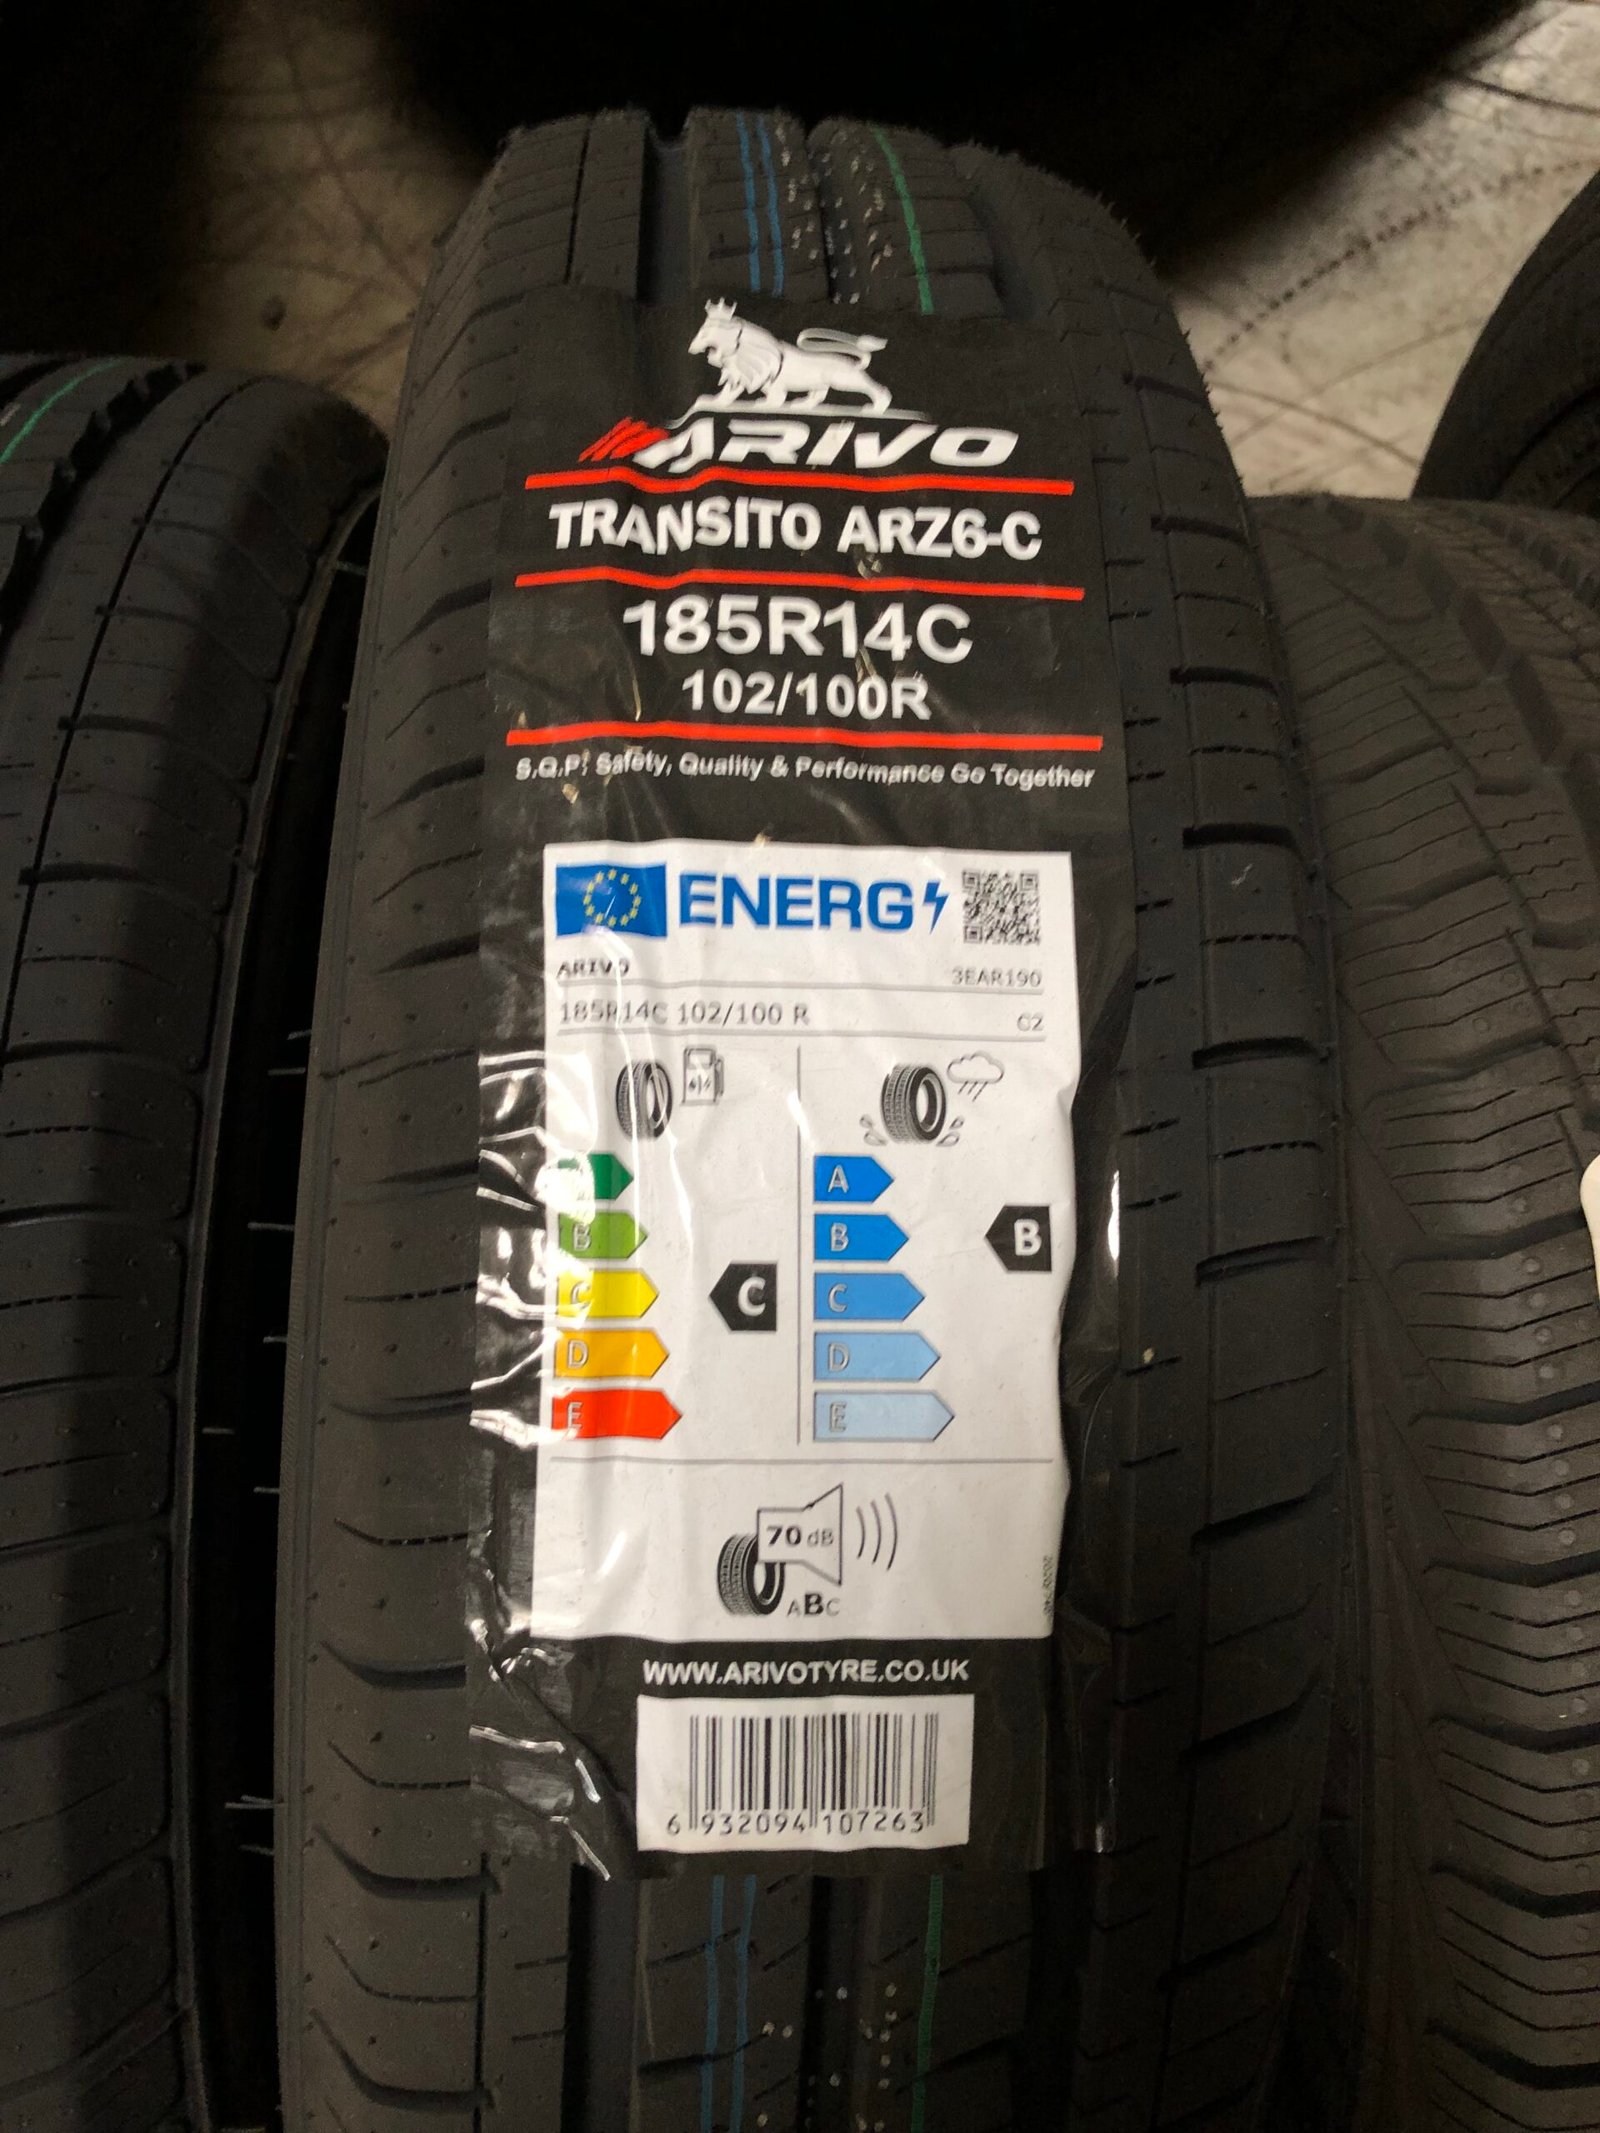 ARIVO
TRANSITO ARZ6-C
185R14C
102/100R
S.Q.P! Safety, Quality & Performance Go Together
ENERG
ARIVO 3EAR190
185R14C 102/100 R C2
A
B B
C C
D
E
B
C
D
E
70 dB
ABC
WWW.ARIVOTYRE.CO.UK
6 932094 107263